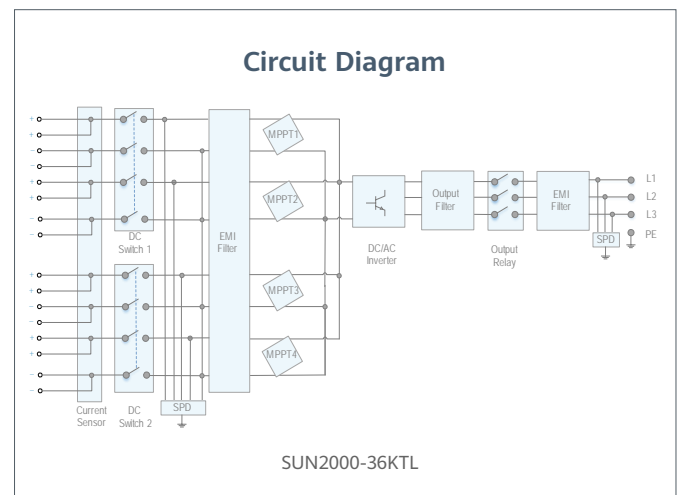 Circuit Diagram
+
+
–
–
+
+
–
–
+
+
–
–
+
+
–
–
Current
Sensor
DC
Switch 1
DC
Switch 2
SPD
EMI
Filter
MPPT1
MPPT2
MPPT3
MPPT4
DC/AC
Inverter
Output
Filter
Output
Relay
EMI
Filter
SPD
L1
L2
L3
PE
SUN2000-36KTL